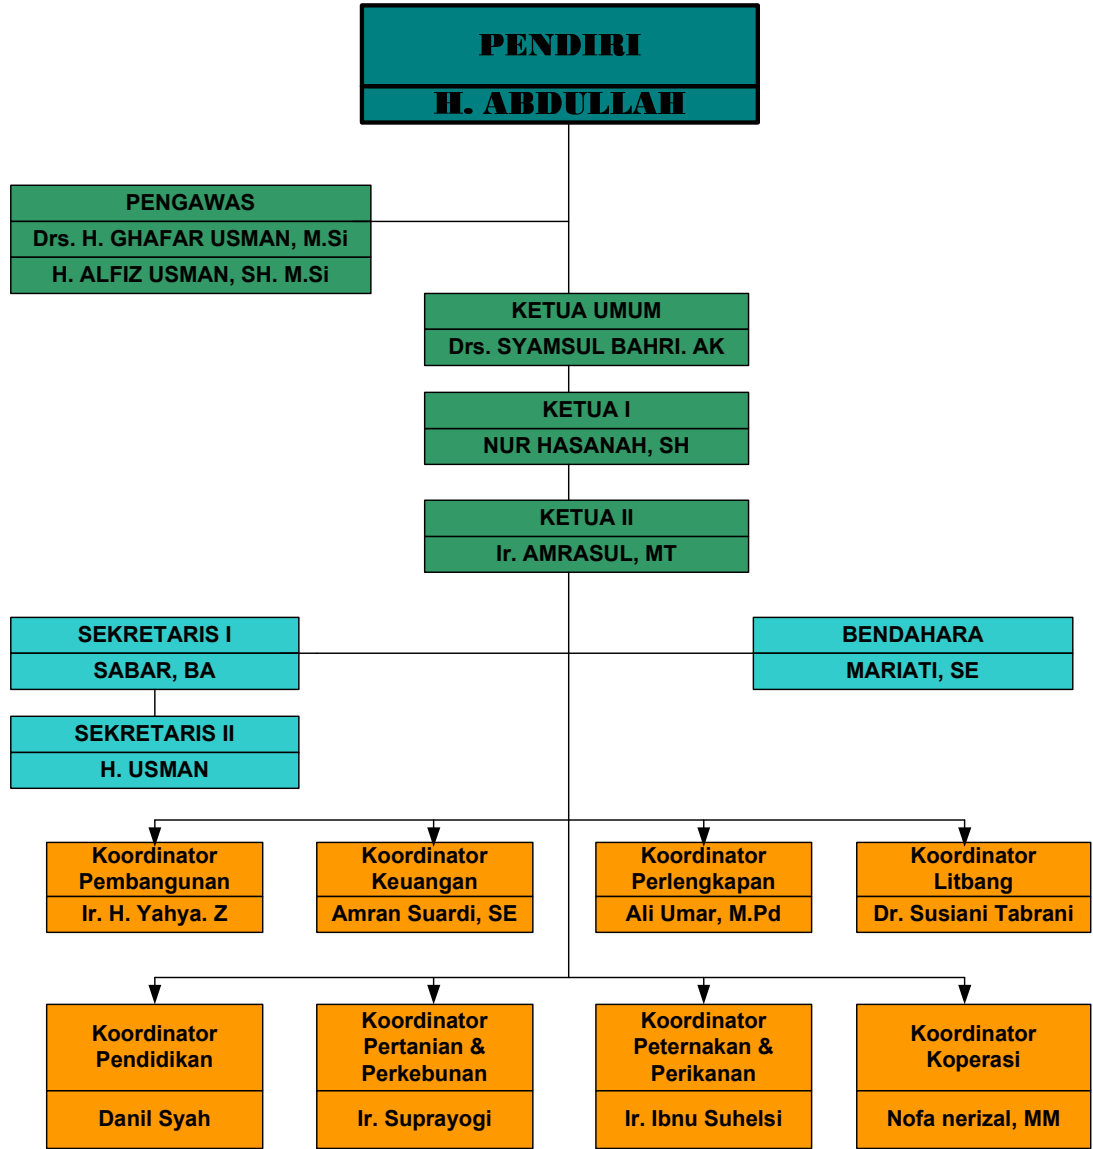 PENDIRI
H. ABDULLAH
PENGAWAS
Drs. H. GHAFAR USMAN, M.Si
H. ALFIZ USMAN, SH. M.Si
KETUA UMUM
Drs. SYAMSUL BAHRI. AK
KETUA I
NUR HASANAH, SH
KETUA II
Ir. AMRASUL, MT
SEKRETARIS I
SABAR, BA
BENDAHARA
MARIATI, SE
SEKRETARIS II
H. USMAN
Koordinator
Pembangunan
Ir. H. Yahya. Z
Koordinator
Keuangan
Amran Suardi, SE
Koordinator
Perlengkapan
Ali Umar, M.Pd
Koordinator
Litbang
Dr. Susiani Tabrani
Koordinator
Pendidikan
Danil Syah
Koordinator
Pertanian &
Perkebunan
Ir. Suprayogi
Koordinator
Peternakan &
Perikanan
Ir. Ibnu Suhelsi
Koordinator
Koperasi
Nofa nerizal, MM